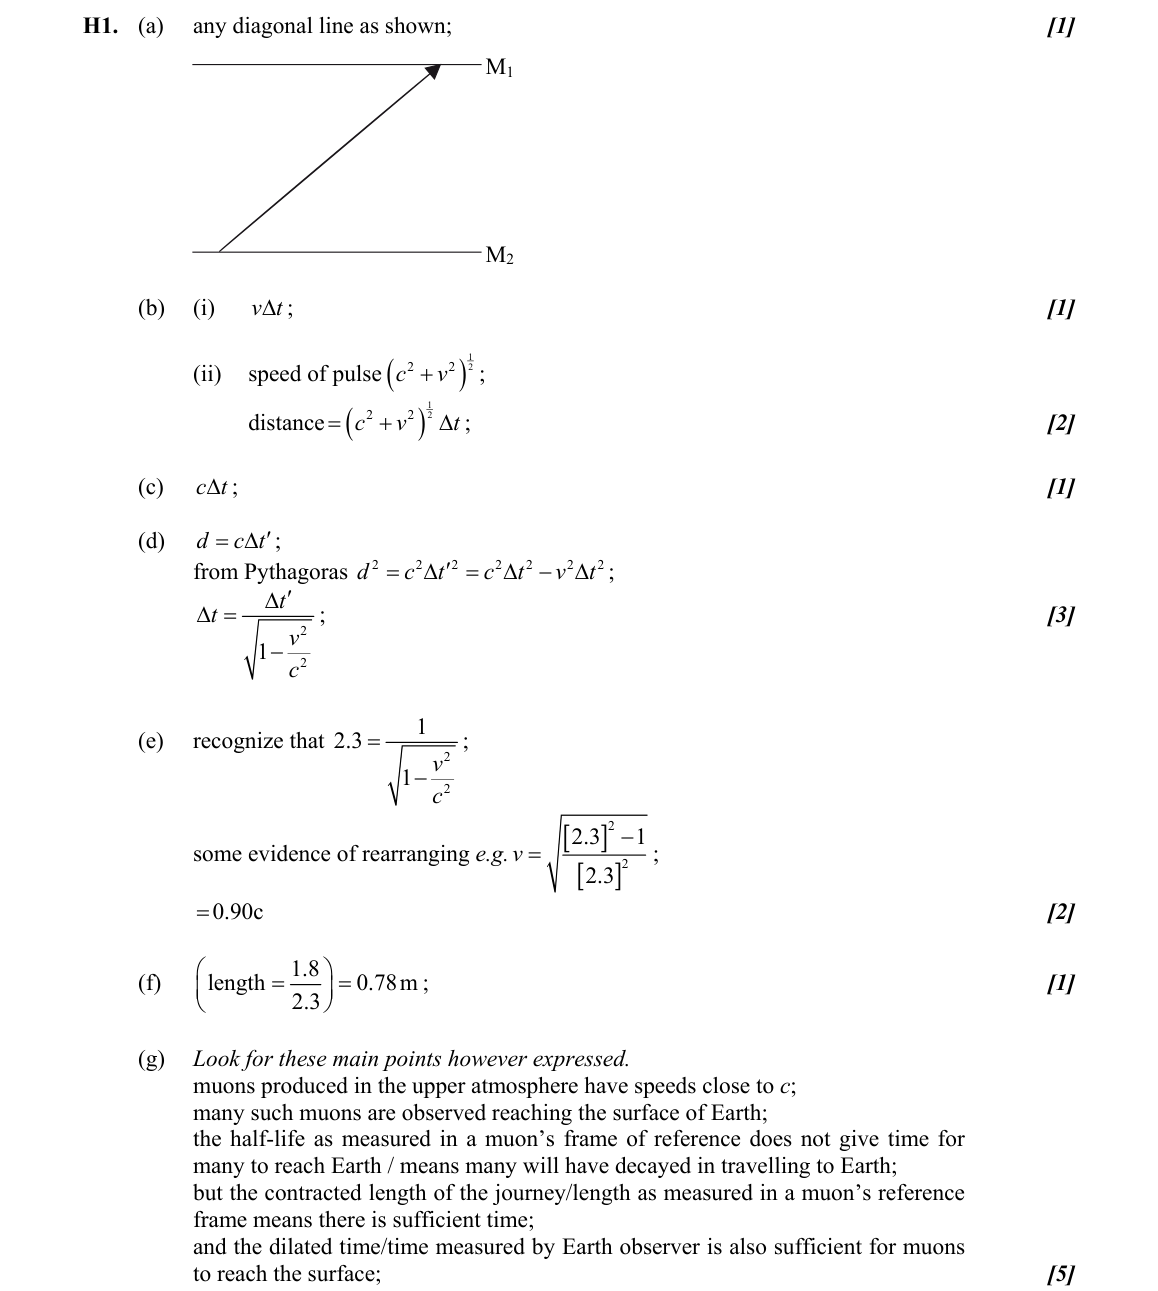 H1. (a) any diagonal line as shown; [1]
M₁
M₂
(b) (i) vΔt ; [1]
(ii) speed of pulse (c² + v²)^½ ;
distance = (c² + v²)^½ Δt ; [2]
(c) cΔt ; [1]
(d) d = cΔt′ ;
from Pythagoras d² = c²Δt′² = c²Δt² − v²Δt² ;
Δt = Δt′ / √(1 − v²/c²) ; [3]
(e) recognize that 2.3 = 1 / √(1 − v²/c²) ;
some evidence of rearranging e.g. v = √([2.3]² − 1 / [2.3]²) ;
= 0.90c [2]
(f) (length = 1.8/2.3) = 0.78 m ; [1]
(g) Look for these main points however expressed.
muons produced in the upper atmosphere have speeds close to c;
many such muons are observed reaching the surface of Earth;
the half-life as measured in a muon’s frame of reference does not give time for
many to reach Earth / means many will have decayed in travelling to Earth;
but the contracted length of the journey/length as measured in a muon’s reference
frame means there is sufficient time;
and the dilated time/time measured by Earth observer is also sufficient for muons
to reach the surface; [5]